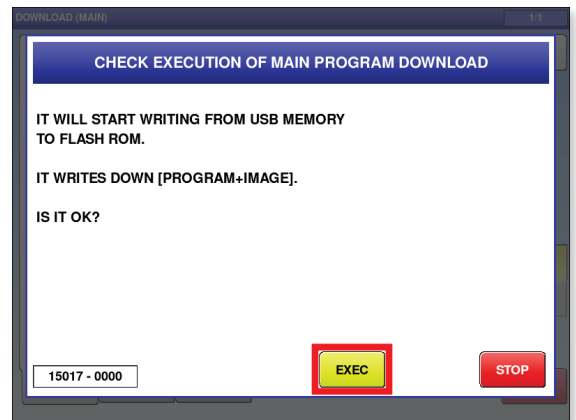 DOWNLOAD (MAIN)
1/1
CHECK EXECUTION OF MAIN PROGRAM DOWNLOAD
IT WILL START WRITING FROM USB MEMORY
TO FLASH ROM.
IT WRITES DOWN [PROGRAM+IMAGE].
IS IT OK?
15017 - 0000
EXEC
STOP